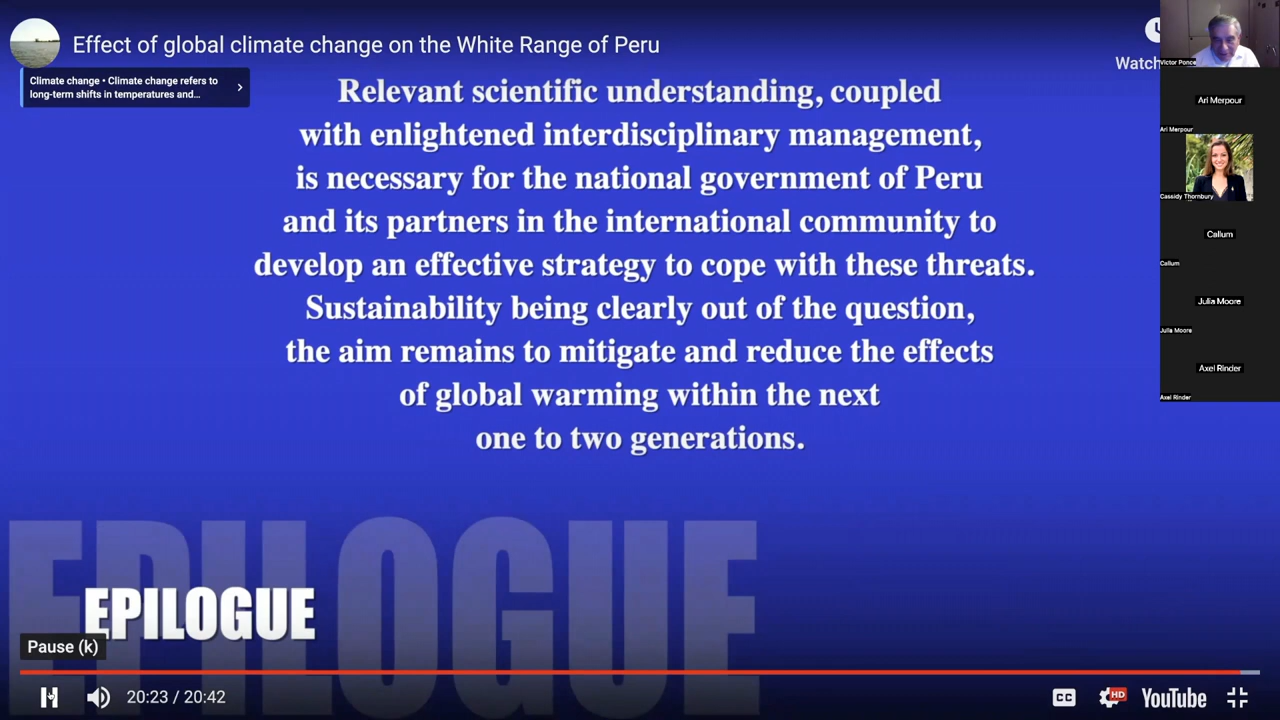 Effect of global climate change on the White Range of Peru
Climate change • Climate change refers to
long-term shifts in temperatures and...
Watch
Relevant scientific understanding, coupled
with enlightened interdisciplinary management,
is necessary for the national government of Peru
and its partners in the international community to
develop an effective strategy to cope with these threats.
Sustainability being clearly out of the question,
the aim remains to mitigate and reduce the effects
of global warming within the next
one to two generations.
EPILOGUE
EPILOGUE
Pause (k)
20:23 / 20:42
CC
HD
YouTube
Victor Ponce
Ari Merpour
Ari Merpour
Cassidy Thornbury
Callum
Callum
Julia Moore
Julia Moore
Axel Rinder
Axel Rinder